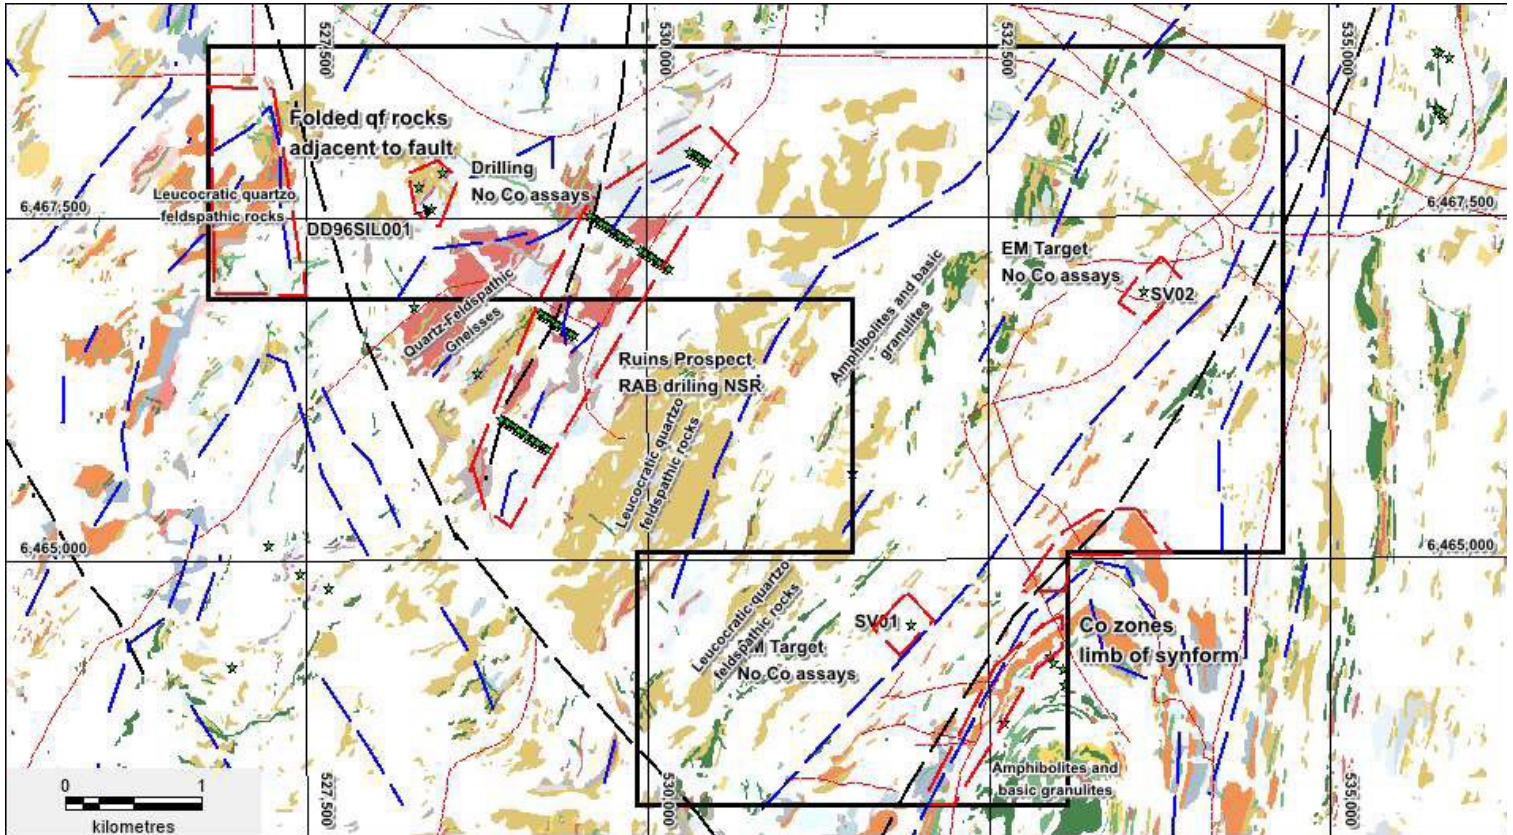 527,500
530,000
532,500
535,000
Folded qf rocks
adjacent to fault
Drilling
No Co assays
Leucocratic quartzo
feldspathic rocks
6,467,500
6,467,500
DD96SIL001
EM Target
No Co assays
SV02
Quartz-Feldspathic
Gneisses
Amphibolites and basic
granulites
Ruins Prospect
RAB driling NSR
Leucocratic quartzo
feldspathic rocks
6,465,000
6,465,000
Leucocratic quartzo
feldspathic rocks
SV01
Target
No Co assays
Co zones
limb of synform
Amphibolites and
basic granulites
0
1
kilometres
527,500
530,000
535,000